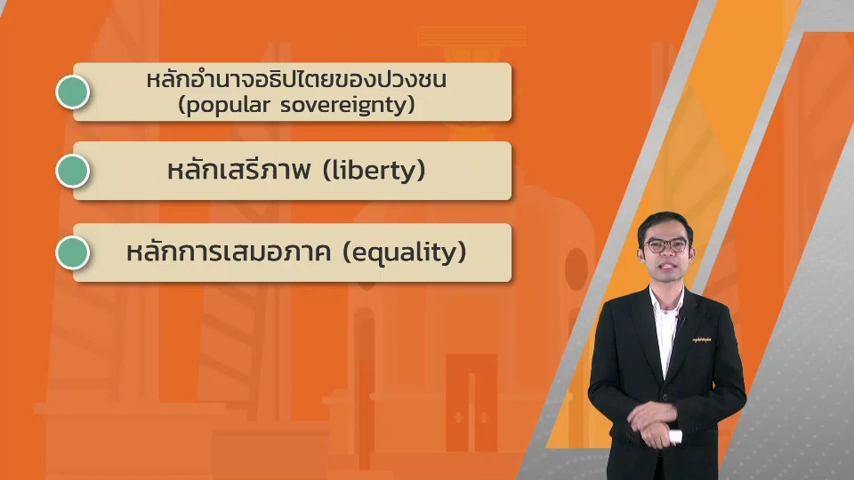 หลักอำนาจอธิปไตยของปวงชน
(popular sovereignty)
หลักเสรีภาพ (liberty)
หลักการเสมอภาค (equality)